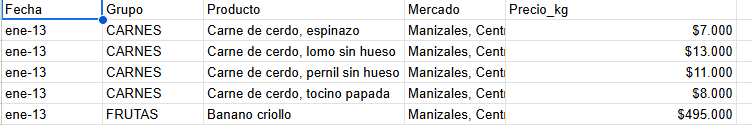 Fecha Grupo Producto Mercado Precio_kg
ene-13 CARNES Carne de cerdo, espinazo Manizales, Cent $7.000
ene-13 CARNES Carne de cerdo, lomo sin hueso Manizales, Cent $13.000
ene-13 CARNES Carne de cerdo, pernil sin hueso Manizales, Cent $11.000
ene-13 CARNES Carne de cerdo, tocino papada Manizales, Cent $8.000
ene-13 FRUTAS Banano criollo Manizales, Cent $495.000